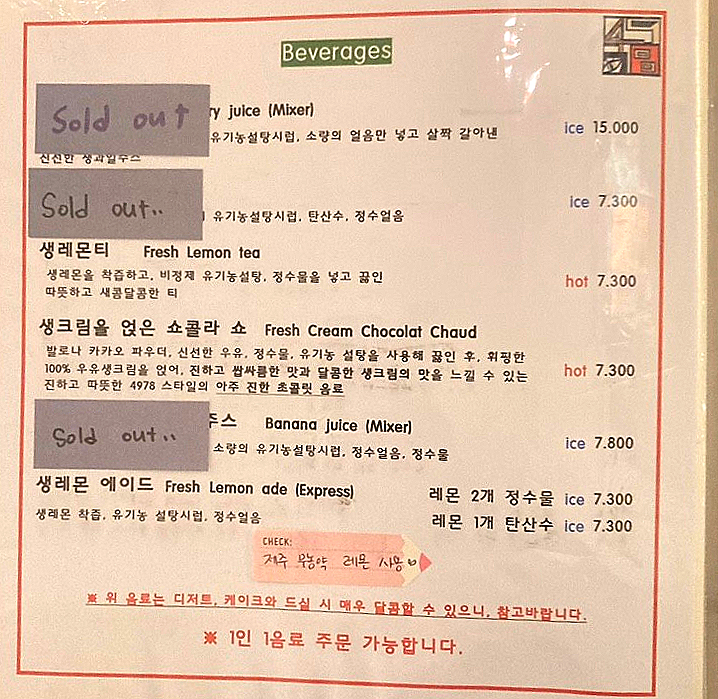 Beverages
Sold out
ry juice (Mixer)
ice 15.000
유기농설탕시럽, 소량의 얼음만 넣고 살짝 갈아낸
신선한 생과일주스
Sold out..
ice 7.300
유기농설탕시럽, 탄산수, 정수얼음
생레몬티 Fresh Lemon tea
생레몬을 착즙하고, 비정제 유기농설탕, 정수물을 넣고 끓인
hot 7.300
따뜻하고 새콤달콤한 티
생크림을 얹은 쇼콜라 쇼 Fresh Cream Chocolat Chaud
발로나 카카오 파우더, 신선한 우유, 정수물, 유기농 설탕을 사용해 끓인 후, 휘핑한
100% 우유생크림을 얹어, 진하고 쌉싸름한 맛과 달콤한 생크림의 맛을 느낄 수 있는
hot 7.300
진하고 따뜻한 4978 스타일의 아주 진한 초콜릿 음료
Sold out..
주스 Banana juice (Mixer)
ice 7.800
소량의 유기농설탕시럽, 정수얼음, 정수물
생레몬 에이드 Fresh Lemon ade (Express)
레몬 2개 정수물 ice 7.300
생레몬 착즙, 유기농 설탕시럽, 정수얼음
레몬 1개 탄산수 ice 7.300
CHECK:
제주 무농약 레몬 사용
※ 위 음료는 디저트, 케이크와 드실 시 매우 달콤할 수 있으니, 참고바랍니다.
※ 1인 1음료 주문 가능합니다.